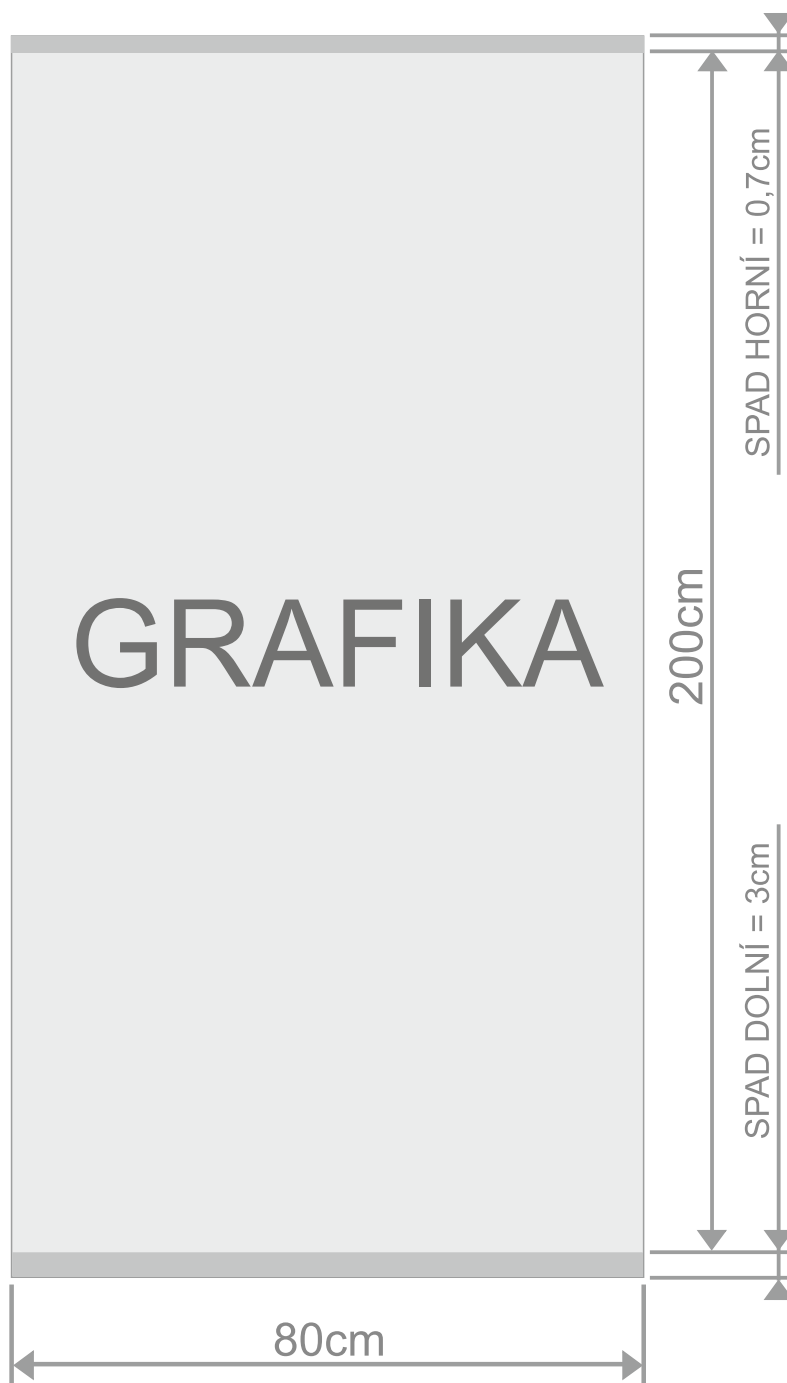 SPAD HORNÍ = 0,7cm
GRAFIKA
200cm
SPAD DOLNÍ = 3cm
80cm